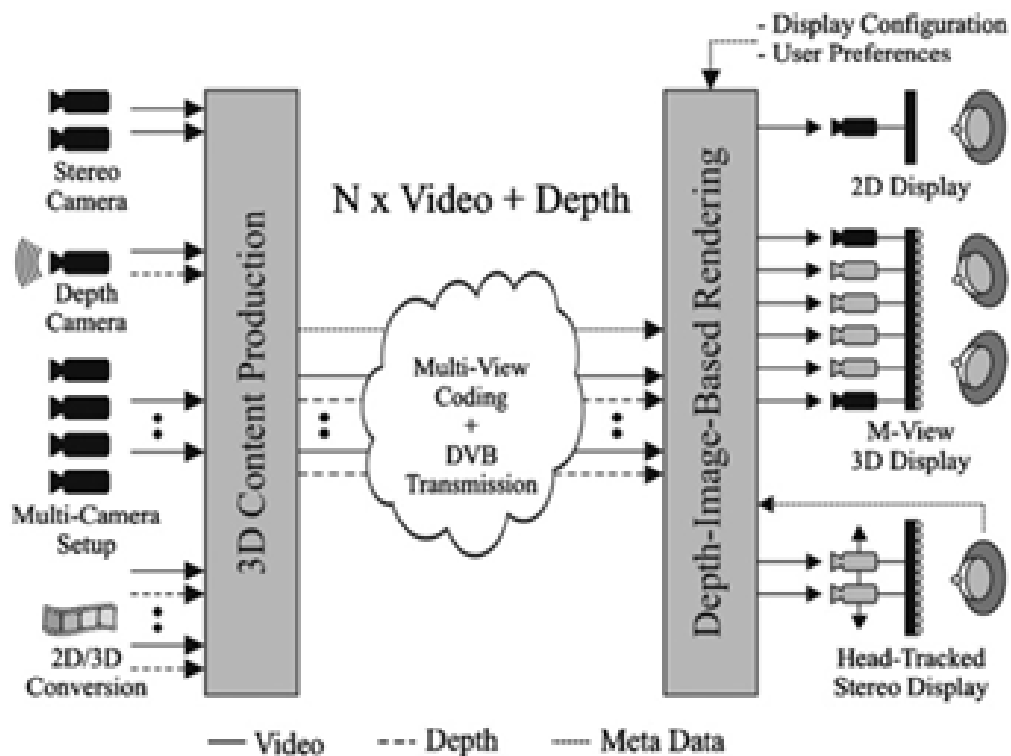 - Display Configuration
- User Preferences
Stereo
Camera
Depth
Camera
Multi-Camera
Setup
2D/3D
Conversion
3D Content Production
N x Video + Depth
Multi-View
Coding
+
DVB
Transmission
Depth-Image-Based Rendering
2D Display
M-View
3D Display
Head-Tracked
Stereo Display
Video
Depth
Meta Data